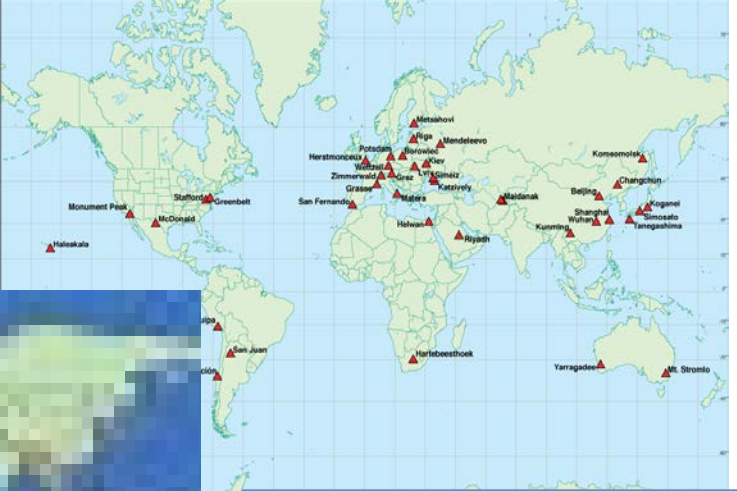 Metsahovi
Riga
Mendeleevo
Potsdam
Borowiec
Herstmonceux
Kiev
Komsomolsk
Wettzell
Lviv
Simeiz
Zimmerwald
Graz
Katzively
Changchun
Grasse
Stafford
Greenbelt
Matera
Maidanak
Beijing
San Fernando
Monument Peak
Koganei
Shanghai
Simosato
McDonald
Helwan
Wuhan
Tanegashima
Riyadh
Kunming
Haleakala
uipa
San Juan
Hartebeesthoek
ción
Yarragadee
Mt. Stromlo